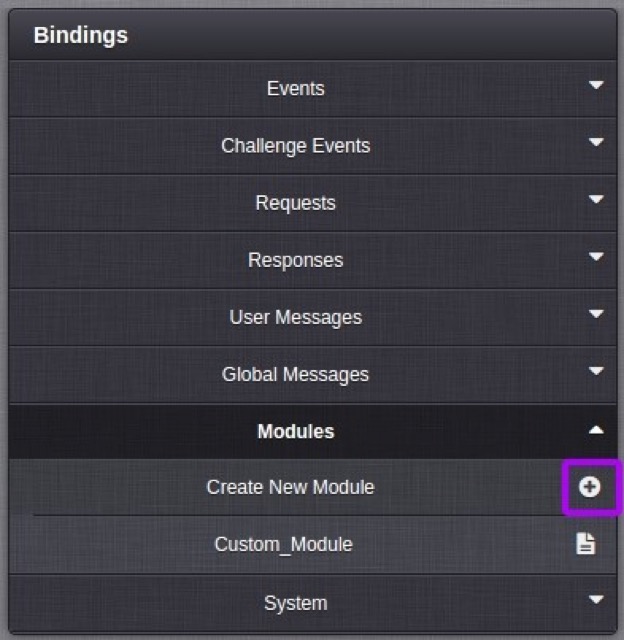 Bindings
Events
Challenge Events
Requests
Responses
User Messages
Global Messages
Modules
Create New Module
Custom_Module
System